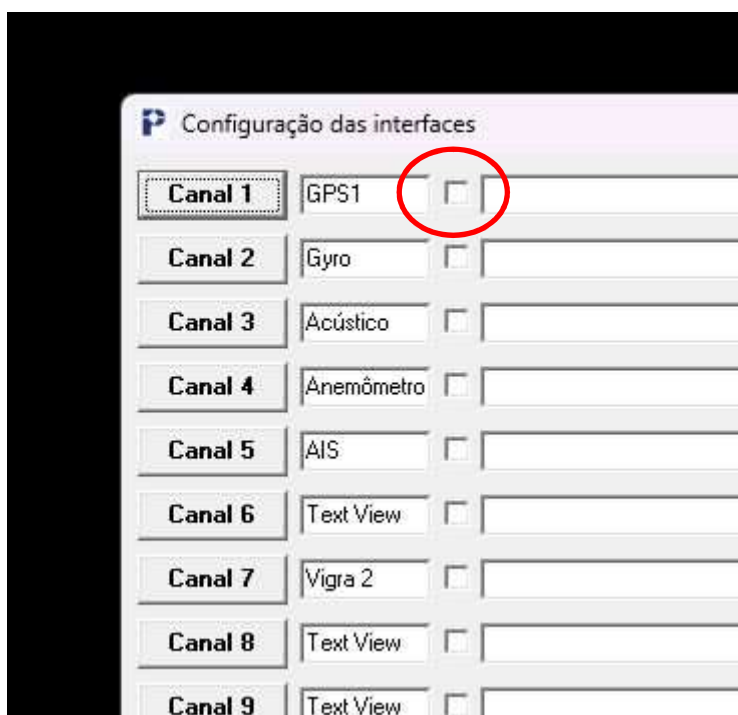 Configuração das interfaces
Canal 1 GPS1
Canal 2 Gyro
Canal 3 Acústico
Canal 4 Anemômetro
Canal 5 AIS
Canal 6 Text View
Canal 7 Vigra 2
Canal 8 Text View
Canal 9 Text View